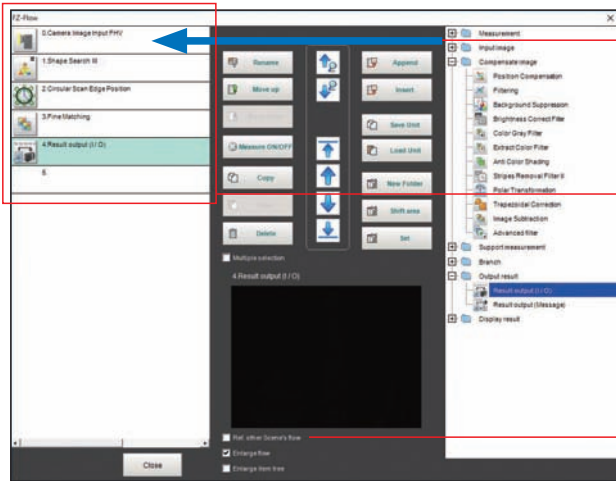 FZ-Flow
0.Camera Image Input FHV
1.Shape Search III
2.Circular Scan Edge Position
3.Fine Matching
4.Result output (I / O)
5
Rename
Move up
Measure ON/OFF
Copy
Delete
Append
Insert
Save Unit
Load Unit
New Folder
Shift area
Set
Multiple selection
4.Result output (I / O)
Ref. other Scene's flow
Enlarge flow
Enlarge item tree
Close
Measurement
Input image
Compensate image
Position Compensation
Filtering
Background Suppression
Brightness Correct Filter
Color Gray Filter
Extract Color Filter
Anti Color Shading
Stripes Removal Filter II
Polar Transformation
Trapezoidal Correction
Image Subtraction
Advanced filter
Support measurement
Branch
Output result
Result output (I / O)
Result output (Message)
Display result